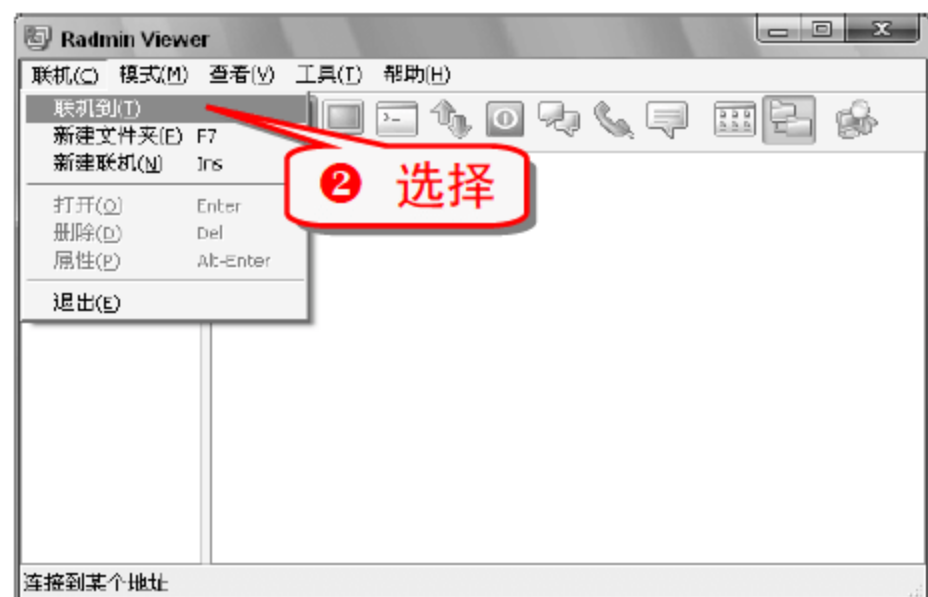 Radmin Viewer
联机(C) 模式(M) 查看(V) 工具(T) 帮助(H)
联机到(T)
新建文件夹(F) F7
新建联机(N) Ins
❷ 选择
打开(O) Enter
删除(D) Del
属性(P) Alt-Enter
退出(E)
连接到某个地址